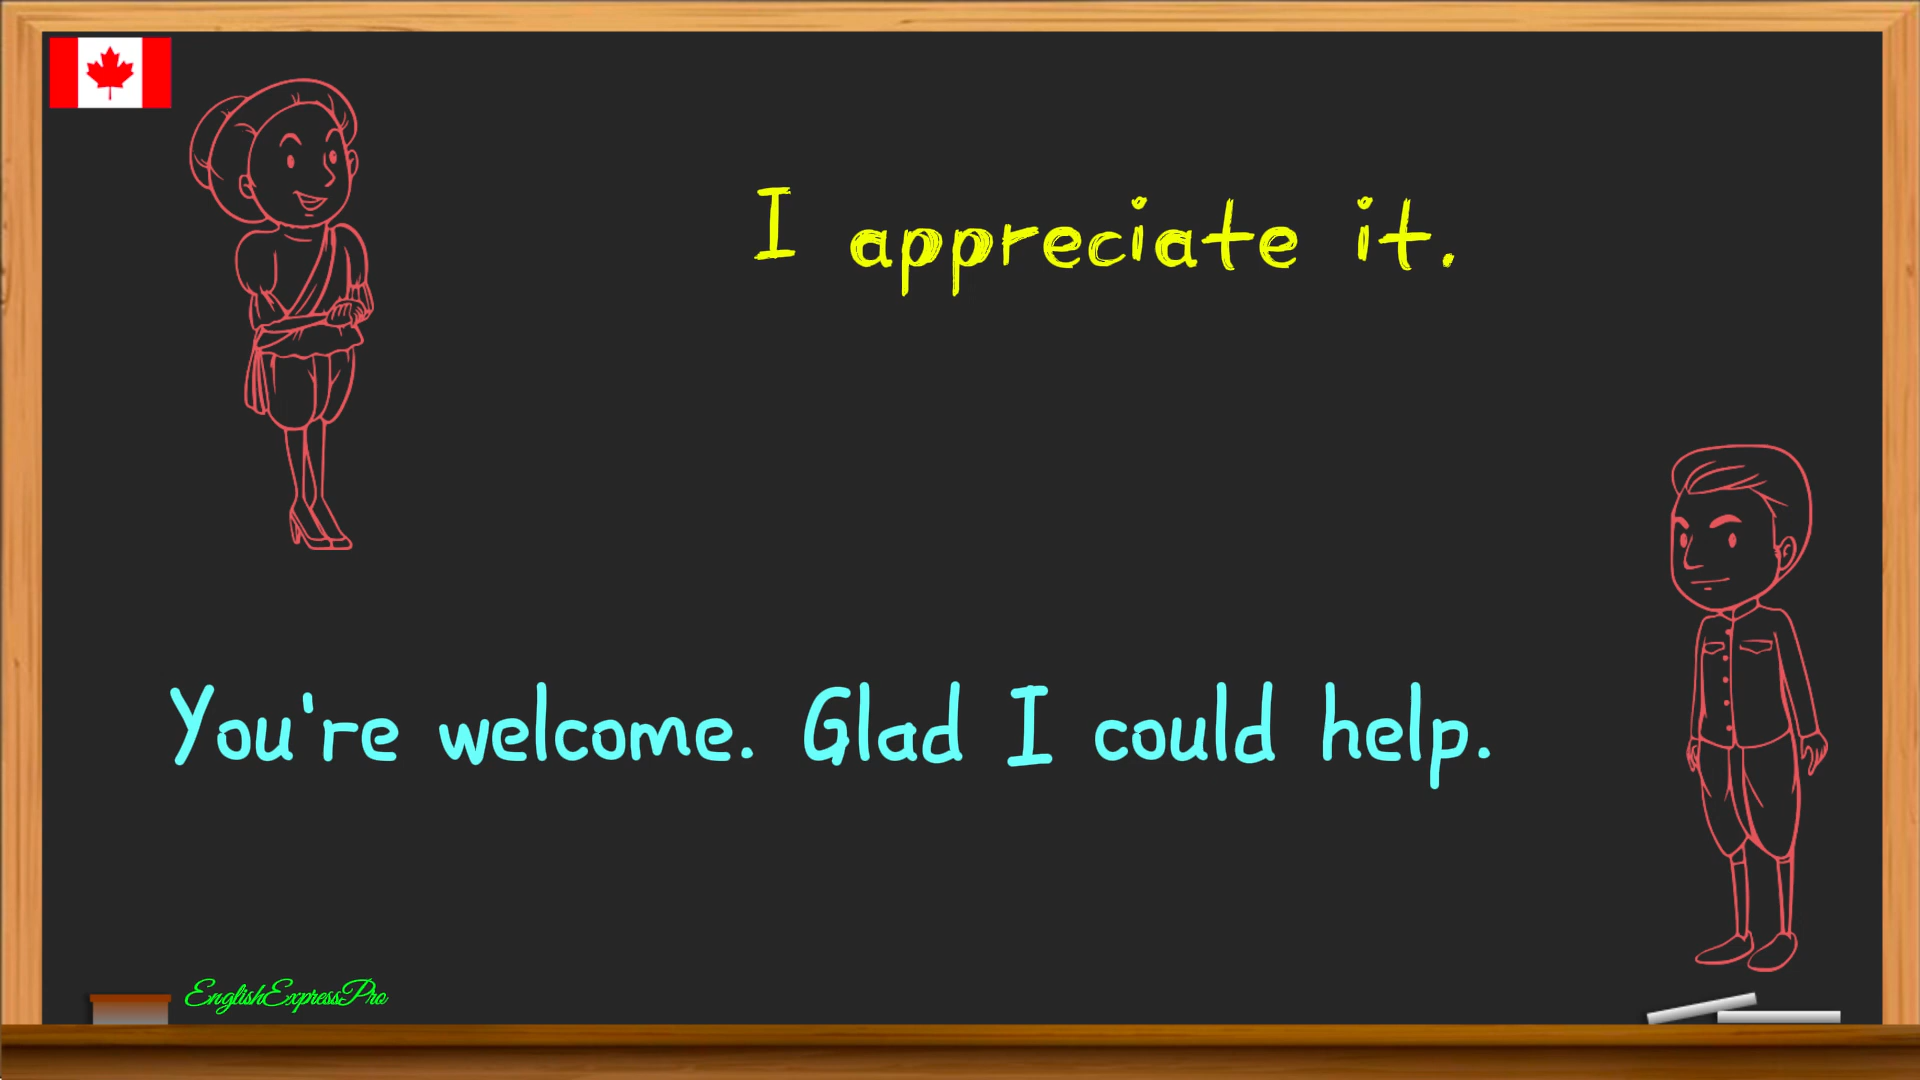 I appreciate it.
You're welcome. Glad I could help.
EnglishExpressPro